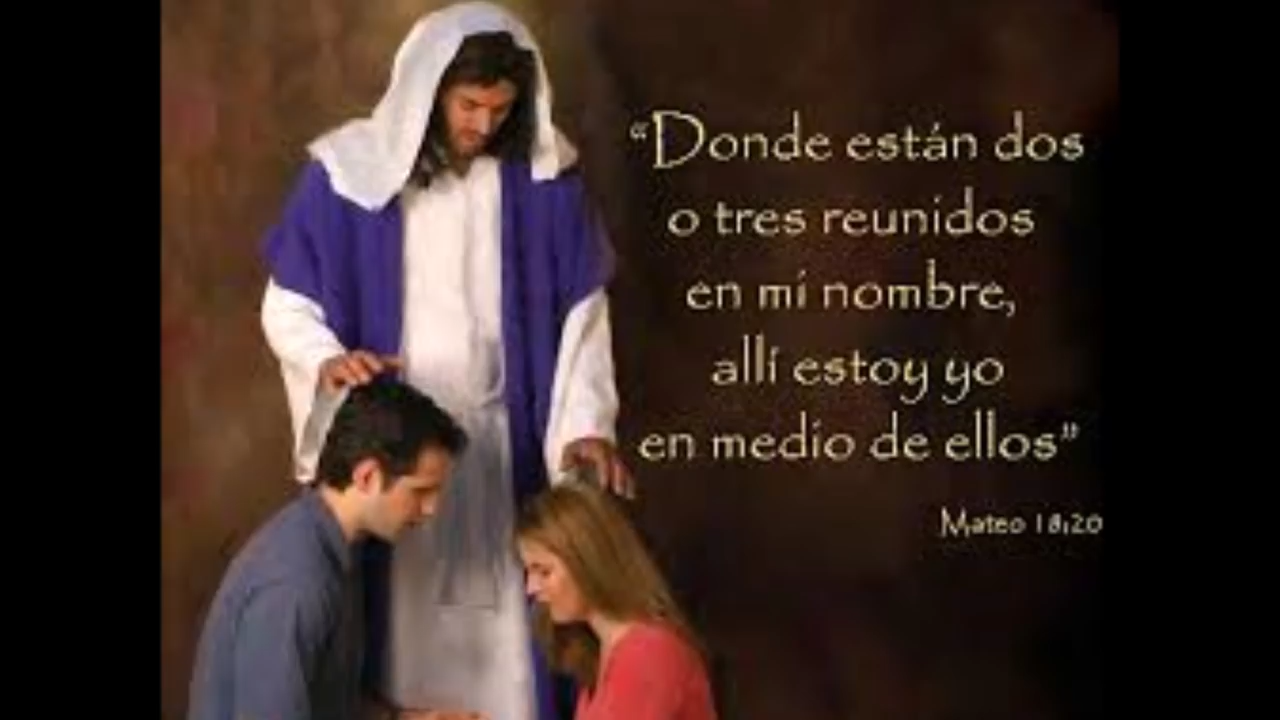 “Donde están dos
o tres reunidos
en mi nombre,
allí estoy yo
en medio de ellos”
Mateo 18:20